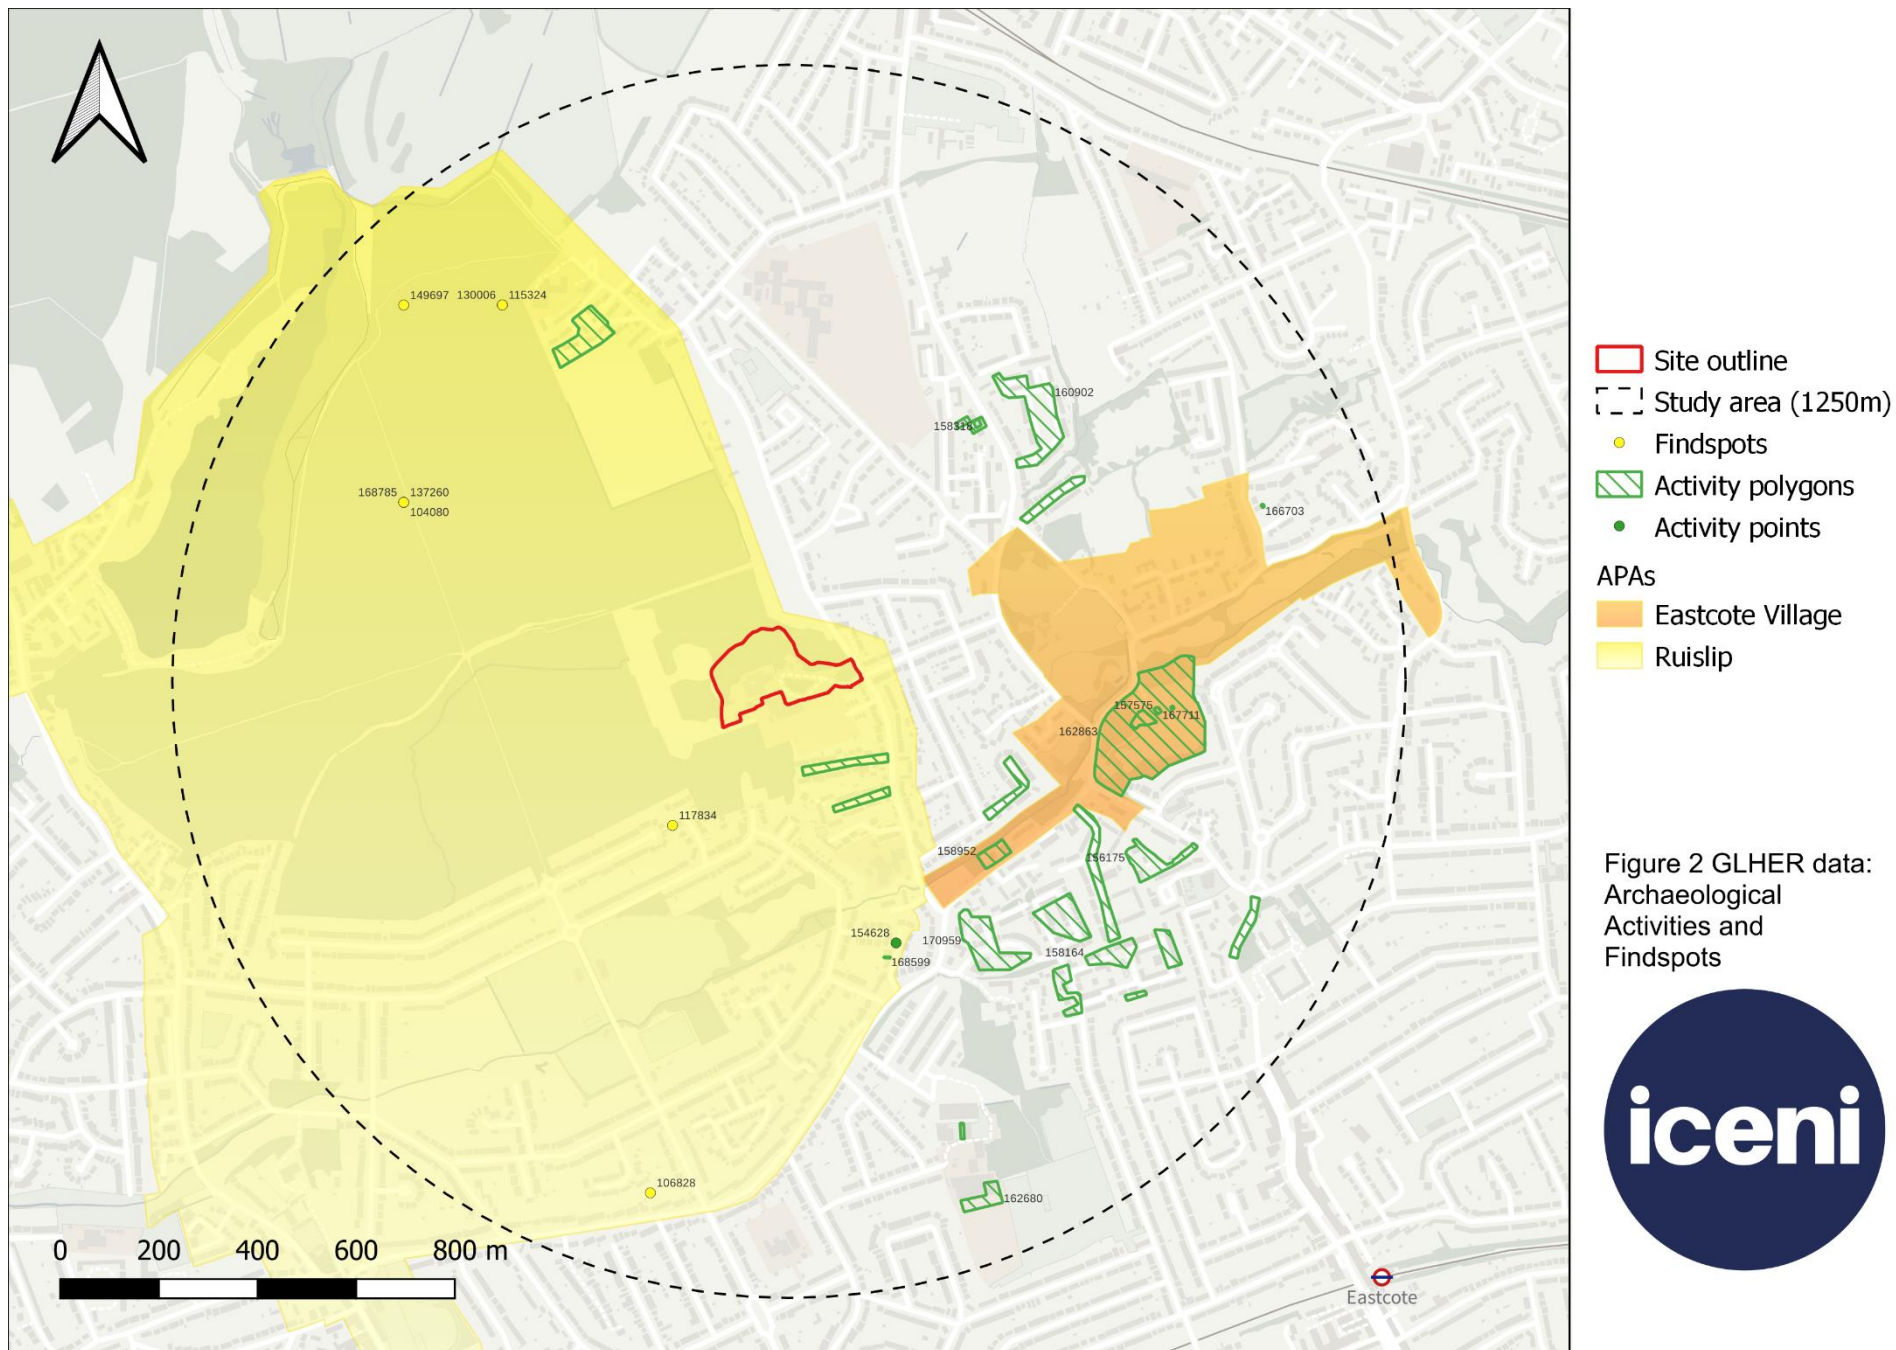 149697
130006
115324
168785
137260
104080
160902
158318
166703
157575
167711
162863
117834
158952
156175
154628
168599
170959
158164
106828
162680
0 200 400 600 800 m
Eastcote
Site outline
Study area (1250m)
Findspots
Activity polygons
Activity points
APAs
Eastcote Village
Ruislip
Figure 2 GLHER data:
Archaeological
Activities and
Findspots
iceni